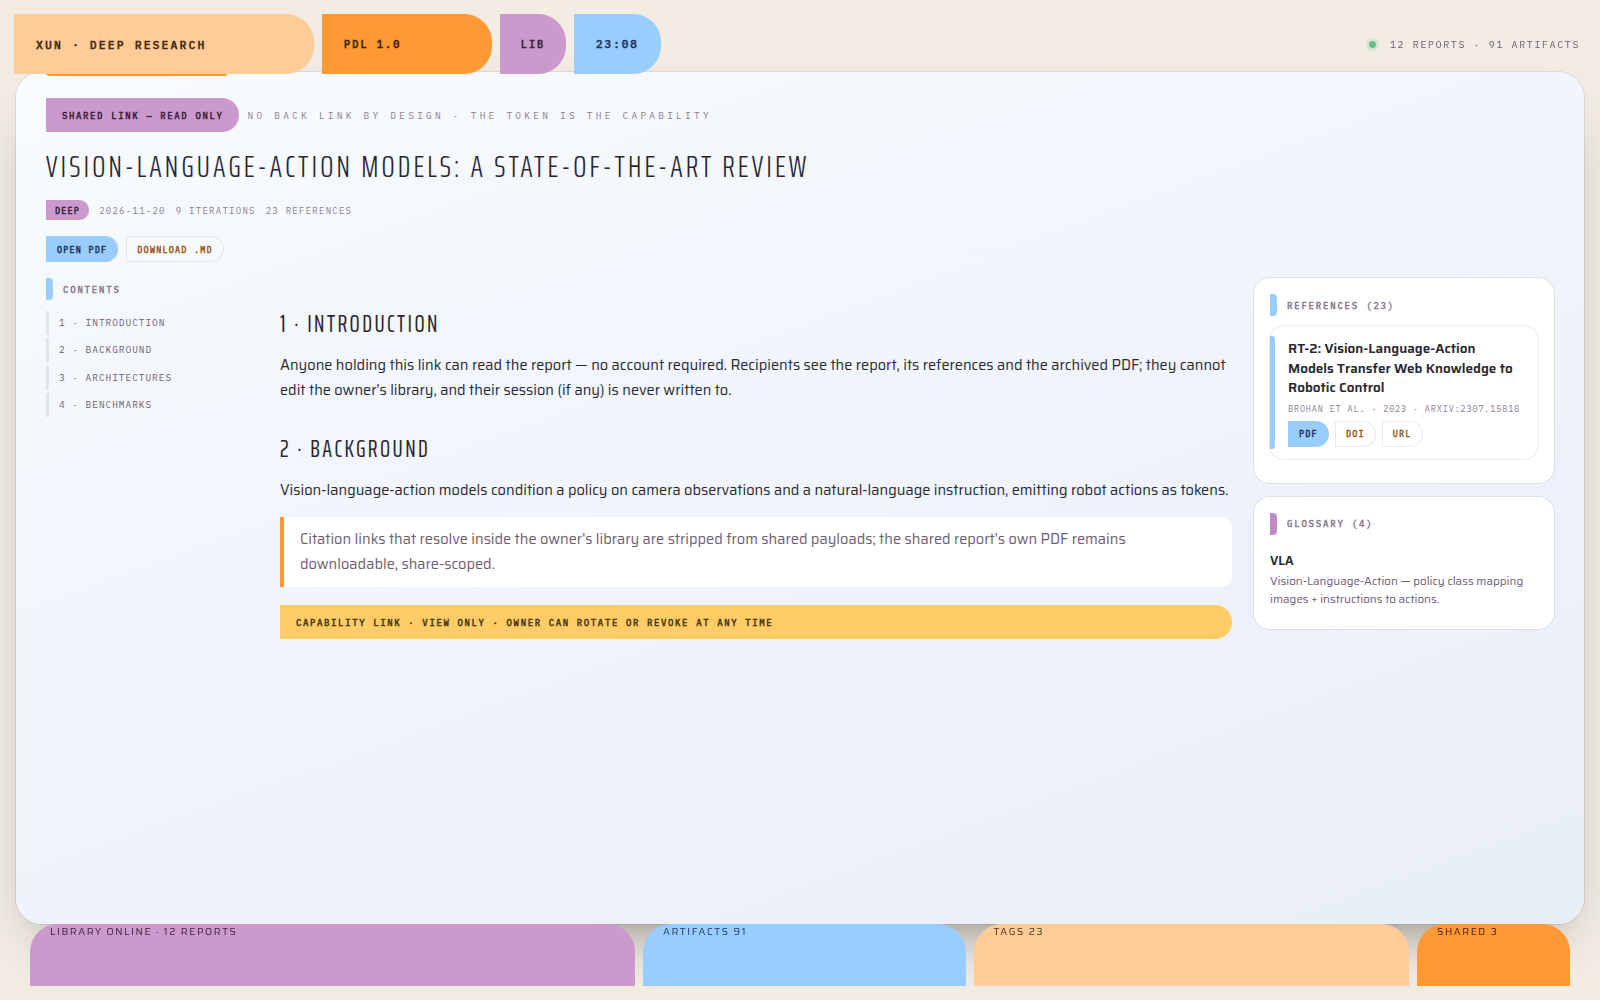 XUN · DEEP RESEARCH
PDL 1.0
LIB
23:08
12 REPORTS · 91 ARTIFACTS
SHARED LINK — READ ONLY
NO BACK LINK BY DESIGN · THE TOKEN IS THE CAPABILITY
VISION-LANGUAGE-ACTION MODELS: A STATE-OF-THE-ART REVIEW
DEEP
2026-11-20 9 ITERATIONS 23 REFERENCES
OPEN PDF
DOWNLOAD .MD
CONTENTS
1 · INTRODUCTION
2 · BACKGROUND
3 · ARCHITECTURES
4 · BENCHMARKS
1 · INTRODUCTION
Anyone holding this link can read the report — no account required. Recipients see the report, its references and the archived PDF; they cannot
edit the owner's library, and their session (if any) is never written to.
2 · BACKGROUND
Vision-language-action models condition a policy on camera observations and a natural-language instruction, emitting robot actions as tokens.
Citation links that resolve inside the owner's library are stripped from shared payloads; the shared report's own PDF remains
downloadable, share-scoped.
CAPABILITY LINK · VIEW ONLY · OWNER CAN ROTATE OR REVOKE AT ANY TIME
REFERENCES (23)
RT-2: Vision-Language-Action
Models Transfer Web Knowledge to
Robotic Control
BROHAN ET AL. · 2023 · ARXIV:2307.15818
PDF
DOI
URL
GLOSSARY (4)
VLA
Vision-Language-Action — policy class mapping
images + instructions to actions.
LIBRARY ONLINE · 12 REPORTS
ARTIFACTS 91
TAGS 23
SHARED 3